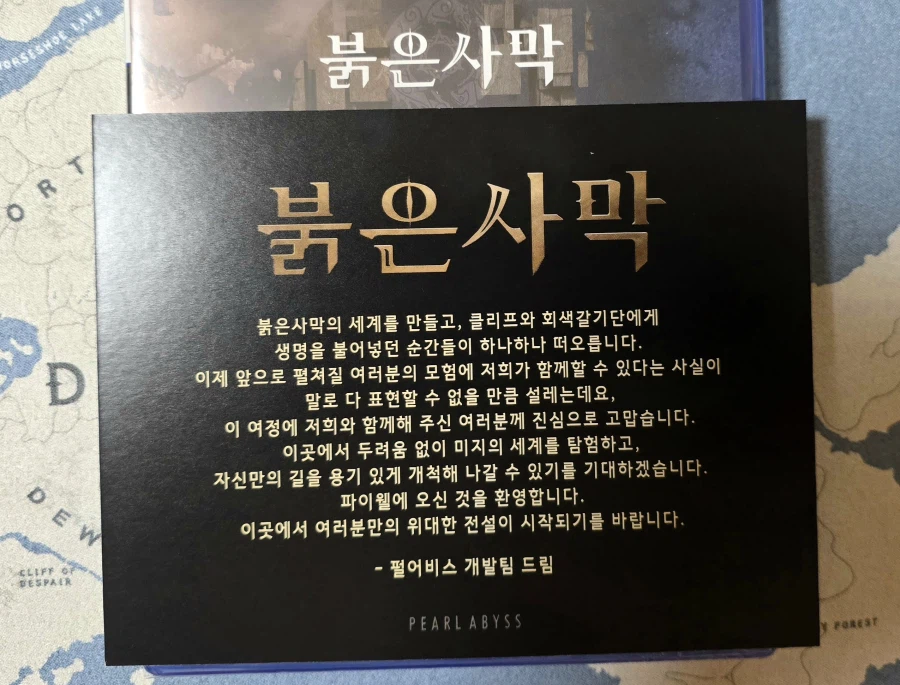 HORSESHOE LAKE
붉은사막
ORT
붉은사막
붉은사막의 세계를 만들고, 클리프와 회색갈기단에게
생명을 불어넣던 순간들이 하나하나 떠오릅니다.
이제 앞으로 펼쳐질 여러분의 모험에 저희가 함께할 수 있다는 사실이
말로 다 표현할 수 없을 만큼 설레는데요,
이 여정에 저희와 함께해 주신 여러분께 진심으로 고맙습니다.
이곳에서 두려움 없이 미지의 세계를 탐험하고,
자신만의 길을 용기 있게 개척해 나갈 수 있기를 기대하겠습니다.
파이웰에 오신 것을 환영합니다.
이곳에서 여러분만의 위대한 전설이 시작되기를 바랍니다.
- 펄어비스 개발팀 드림
PEARL ABYSS
D
DEW
CLIFF OF
DESPAIR
FOREST